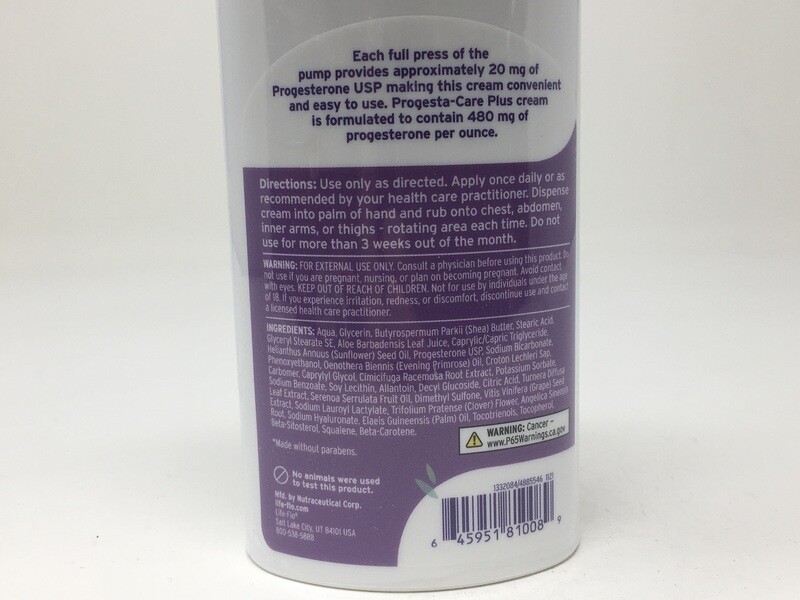 Each full press of the
pump provides approximately 20 mg of
Progesterone USP making this cream convenient
and easy to use. Progesta-Care Plus cream
is formulated to contain 480 mg of
progesterone per ounce.
Directions: Use only as directed. Apply once daily or as
recommended by your health care practitioner. Dispense
cream into palm of hand and rub onto chest, abdomen,
inner arms, or thighs - rotating area each time. Do not
use for more than 3 weeks out of the month.
WARNING: FOR EXTERNAL USE ONLY. Consult a physician before using this product. Do
not use if you are pregnant, nursing, or plan on becoming pregnant. Avoid contact
with eyes. KEEP OUT OF REACH OF CHILDREN. Not for use by individuals under the age
of 18. if you experience irritation, redness, or discomfort, discontinue use and contact
a licensed health care practitioner.
INGREDIENTS: Aqua, Glycerin, Butyrospermum Parkii (Shea) Butter, Stearic Acid,
Glyceryl Stearate SE, Aloe Barbadensis Leaf Juice, Caprylic/Capric Triglyceride,
Helianthus Annuus (Sunflower) Seed Oil, Progesterone USP, Sodium Bicarbonate,
Phenoxyethanol, Oenothera Biennis (Evening Primrose) Oil, Croton Lechleri Sap,
Carbomer, Caprylyl Glycol, Cimicifuga Racemosa Root Extract, Potassium Sorbate,
Sodium Benzoate, Soy Lecithin, Allantoin, Decyl Glucoside, Citric Acid, Turnera Diffusa
Leaf Extract, Serenoa Serrulata Fruit Oil, Dimethyl Sulfone, Vitis Vinifera (Grape) Seed
Extract, Sodium Lauroyl Lactylate, Trifolium Pratense (Clover) Flower, Angelica Sinensis
Root, Sodium Hyaluronate, Elaeis Guineensis (Palm) Oil, Tocotrienols, Tocopherol,
Beta-Sitosterol, Squalene, Beta-Carotene.
WARNING: Cancer –
www.P65Warnings.ca.gov
*Made without parabens.
No animals were used
to test this product.
Mfd. by Nutraceutical Corp.
life-flo.com
Life-Flo®
Salt Lake City, UT 84101 USA
800-538-5888
1332084/4885546 0Z1
6 45951 81008 9